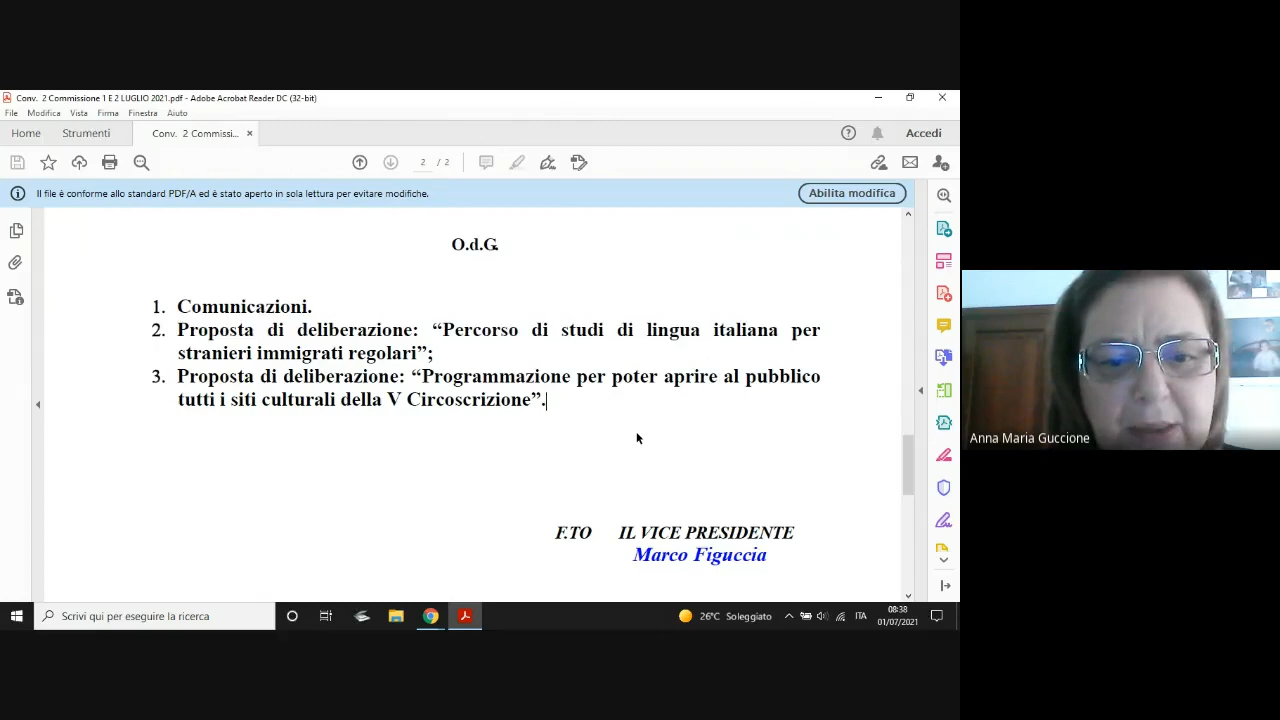 Conv. 2 Commissione 1 E 2 LUGLIO 2021.pdf - Adobe Acrobat Reader DC (32-bit)
File Modifica Vista Firma Finestra Aiuto
Home Strumenti Conv. 2 Commissi... × Accedi
2 / 2
Il file è conforme allo standard PDF/A ed è stato aperto in sola lettura per evitare modifiche. Abilita modifica
O.d.G.
1. Comunicazioni.
2. Proposta di deliberazione: “Percorso di studi di lingua italiana per
stranieri immigrati regolari”;
3. Proposta di deliberazione: “Programmazione per poter aprire al pubblico
tutti i siti culturali della V Circoscrizione”.
F.TO IL VICE PRESIDENTE
Marco Figuccia
Anna Maria Guccione
Scrivi qui per eseguire la ricerca
26°C Soleggiato
ITA
08:38
01/07/2021